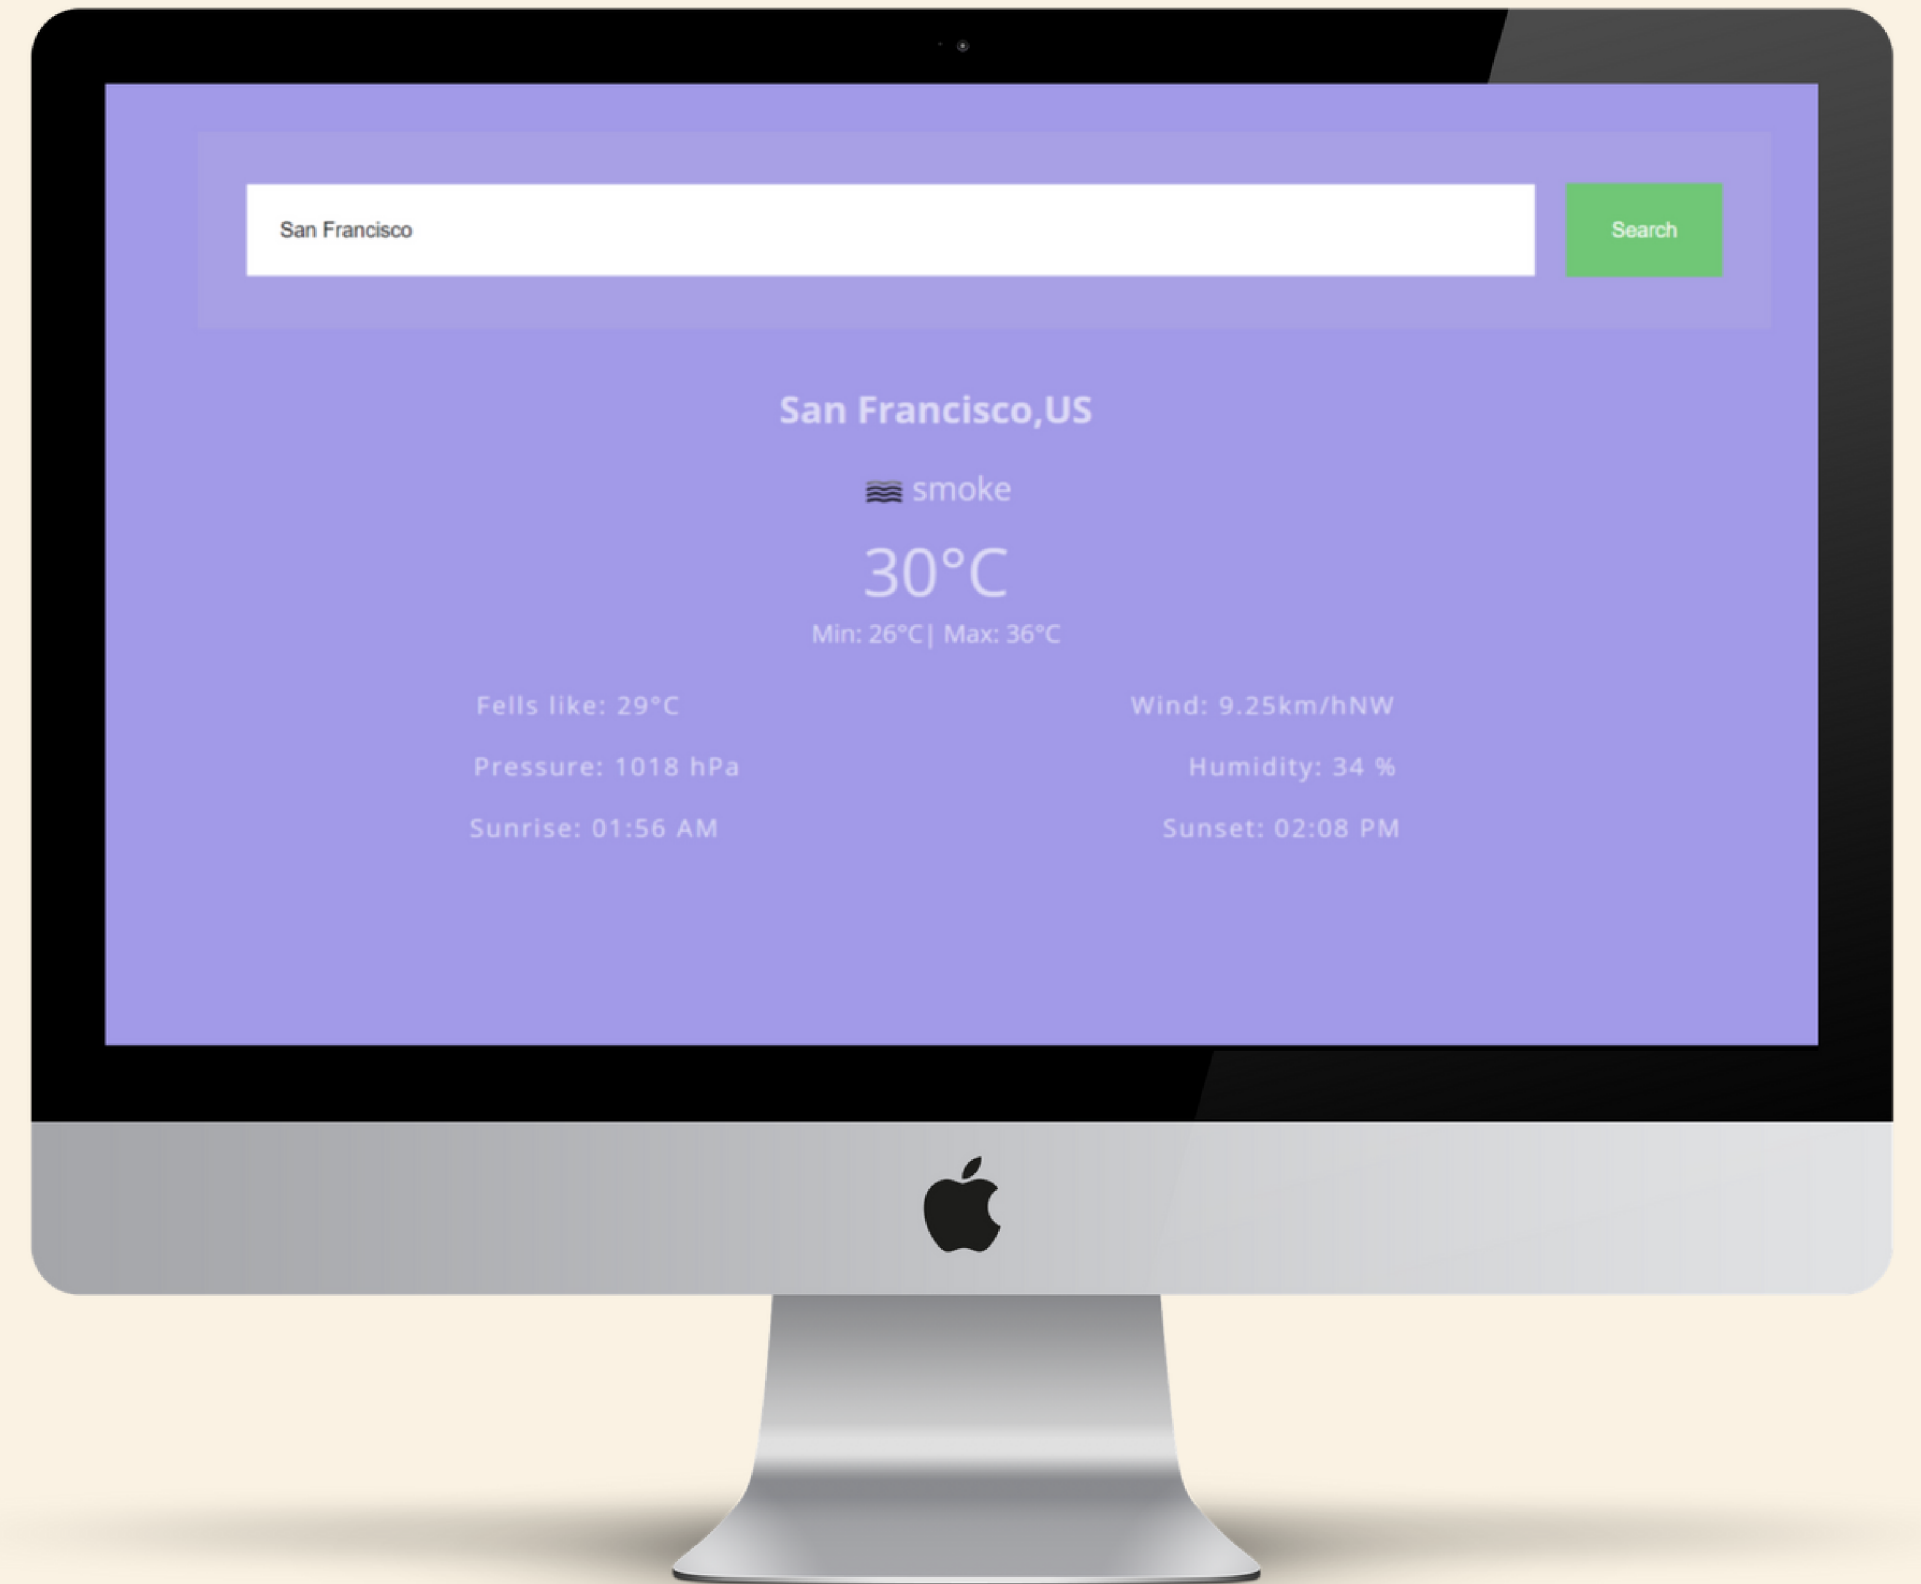 San Francisco
Search
San Francisco,US
smoke
30°C
Min: 26°C| Max: 36°C
Fells like: 29°C
Wind: 9.25km/hNW
Pressure: 1018 hPa
Humidity: 34 %
Sunrise: 01:56 AM
Sunset: 02:08 PM